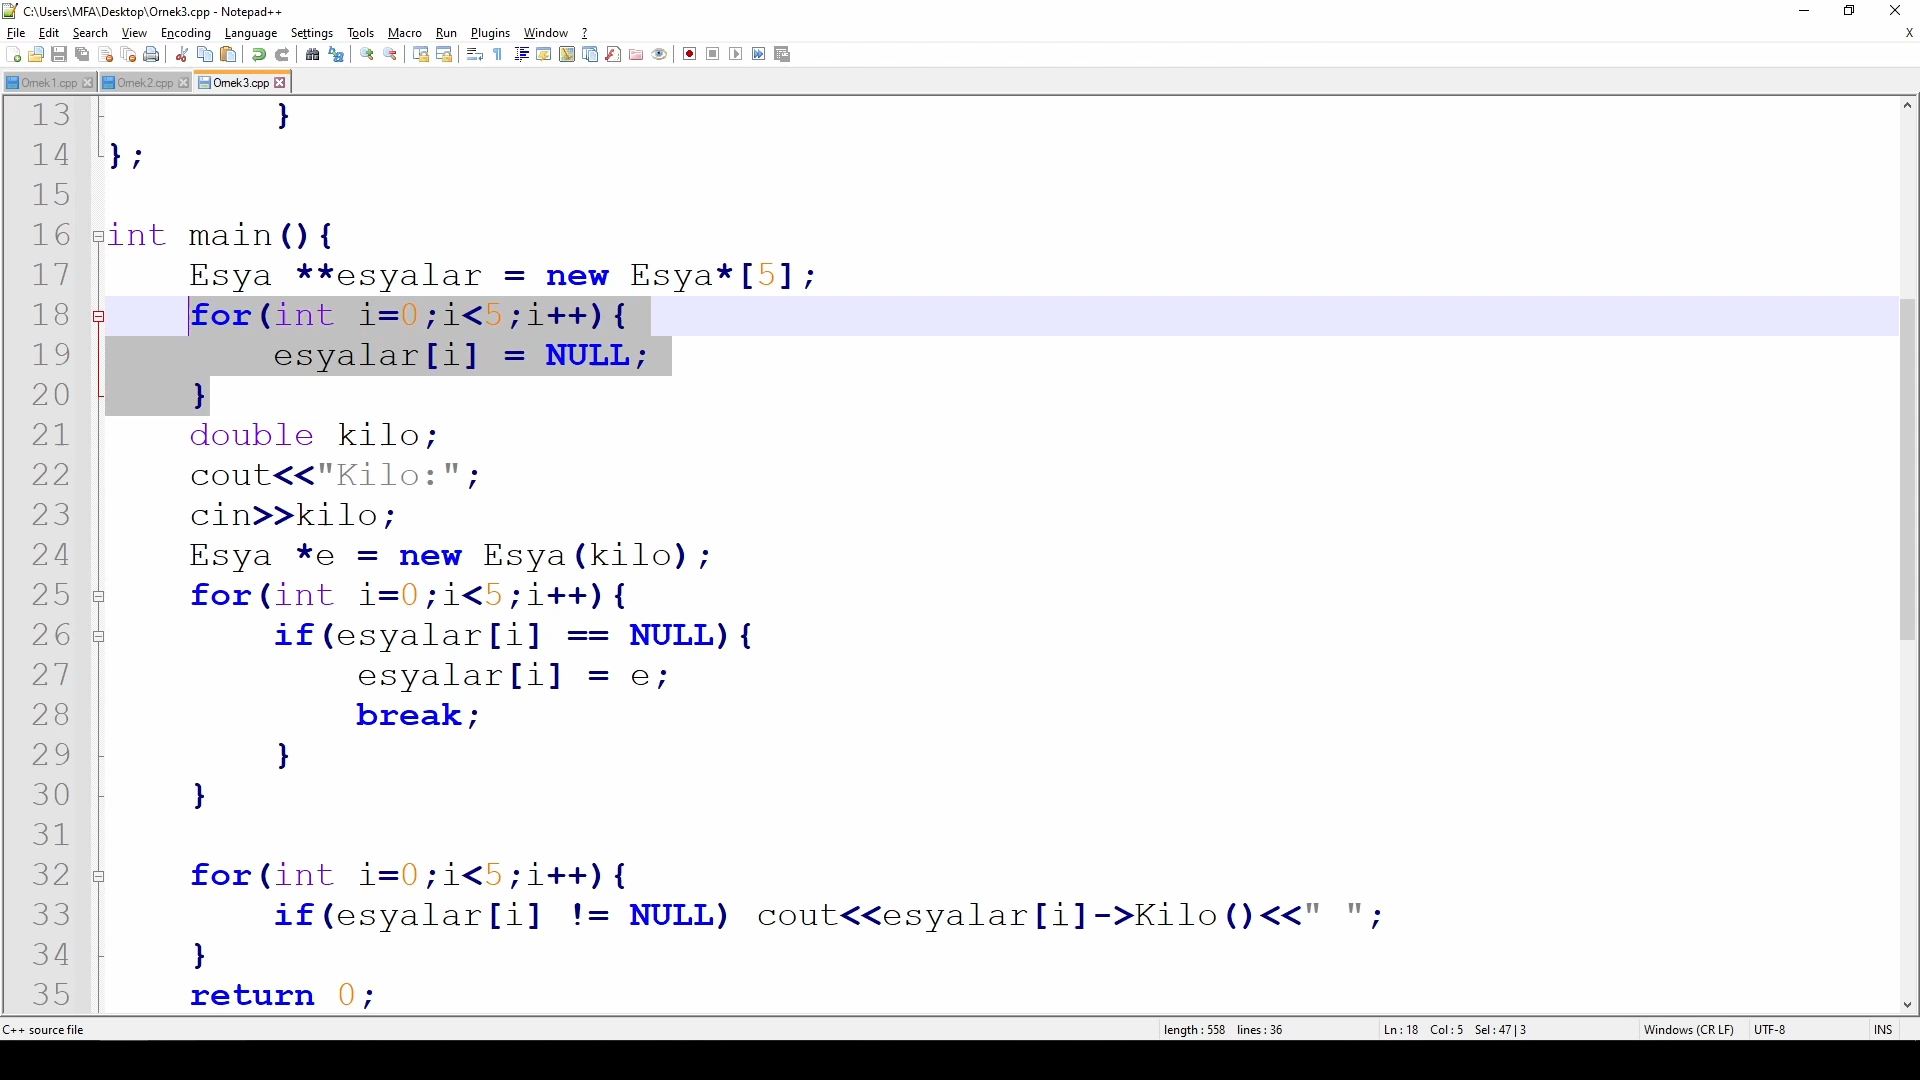 C:\Users\MFA\Desktop\Ornek3.cpp - Notepad++
File Edit Search View Encoding Language Settings Tools Macro Run Plugins Window ? X
Ornek1.cpp Ornek2.cpp Ornek3.cpp
13 }
14 };
15
16 int main(){
17 Esya **esyalar = new Esya*[5];
18 for(int i=0;i<5;i++){
19 esyalar[i] = NULL;
20 }
21 double kilo;
22 cout<<"Kilo:";
23 cin>>kilo;
24 Esya *e = new Esya(kilo);
25 for(int i=0;i<5;i++){
26 if(esyalar[i] == NULL){
27 esyalar[i] = e;
28 break;
29 }
30 }
31
32 for(int i=0;i<5;i++){
33 if(esyalar[i] != NULL) cout<<esyalar[i]->Kilo()<<" ";
34 }
35 return 0;
C++ source file length : 558 lines : 36 Ln : 18 Col : 5 Sel : 47 | 3 Windows (CR LF) UTF-8 INS